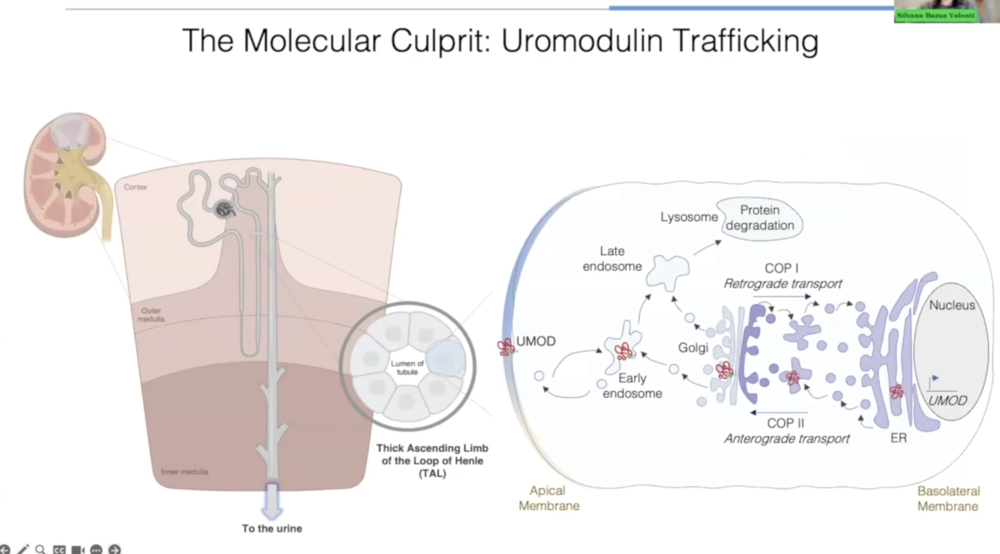 Silvana Bazua Valenti
The Molecular Culprit: Uromodulin Trafficking
Cortex
Outer
medulla
Inner medulla
To the urine
Lumen of
tubule
Thick Ascending Limb
of the Loop of Henle
(TAL)
Lysosome
Protein
degradation
Late
endosome
COP I
Retrograde transport
Nucleus
UMOD
Golgi
Early
endosome
UMOD
COP II
Anterograde transport
ER
Apical
Membrane
Basolateral
Membrane
CC